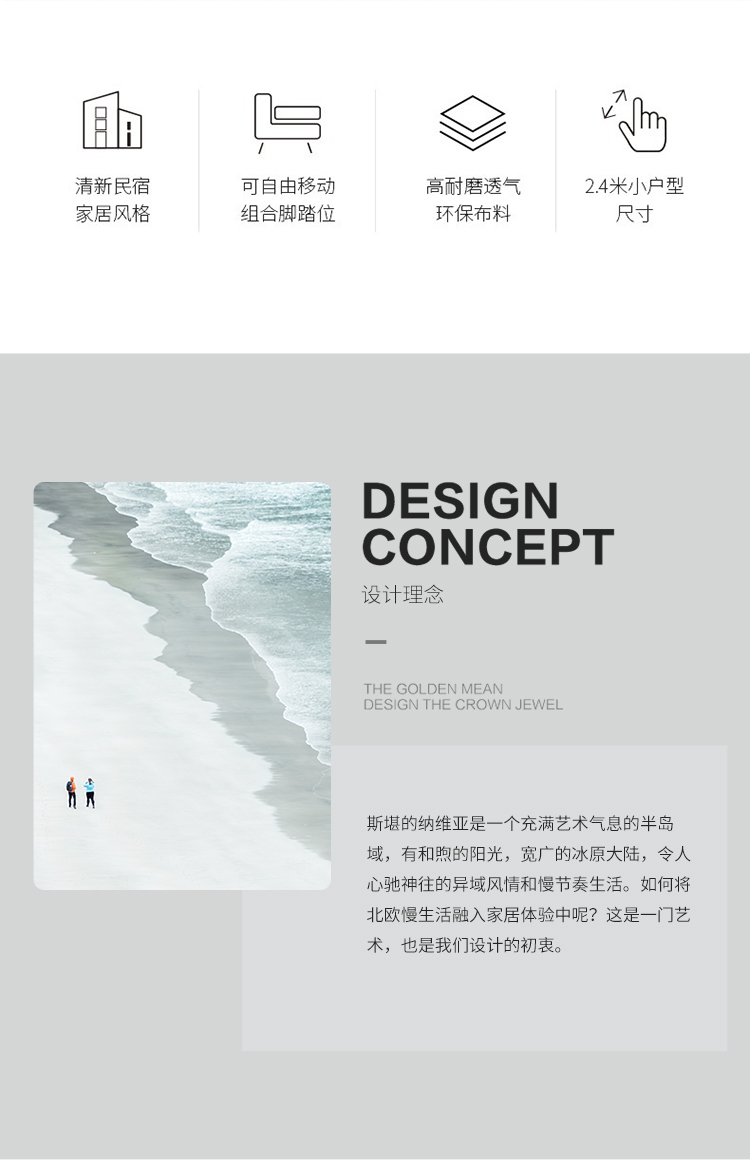 清新民宿
家居风格
可自由移动
组合脚踏位
高耐磨透气
环保布料
2.4米小户型
尺寸
DESIGN
CONCEPT
设计理念
THE GOLDEN MEAN
DESIGN THE CROWN JEWEL
斯堪的纳维亚是一个充满艺术气息的半岛
域，有和煦的阳光，宽广的冰原大陆，令人
心驰神往的异域风情和慢节奏生活。如何将
北欧慢生活融入家居体验中呢？这是一门艺
术，也是我们设计的初衷。